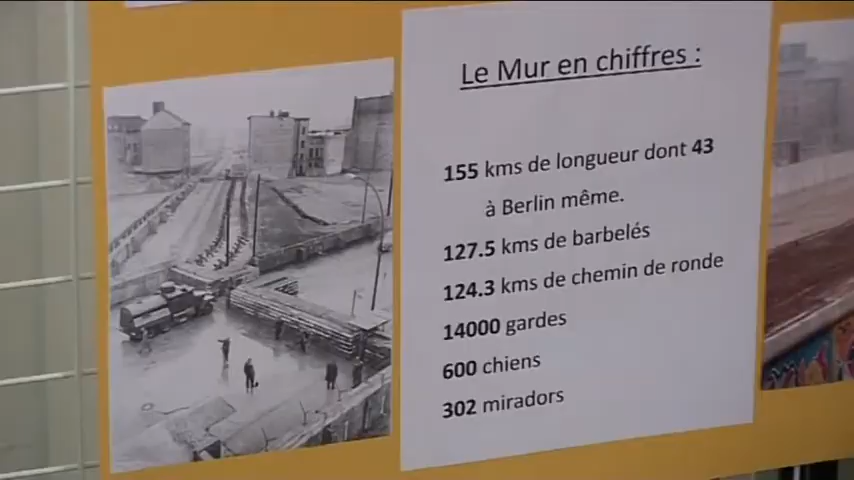 Le Mur en chiffres :
155 kms de longueur dont 43
à Berlin même.
127.5 kms de barbelés
124.3 kms de chemin de ronde
14000 gardes
600 chiens
302 miradors